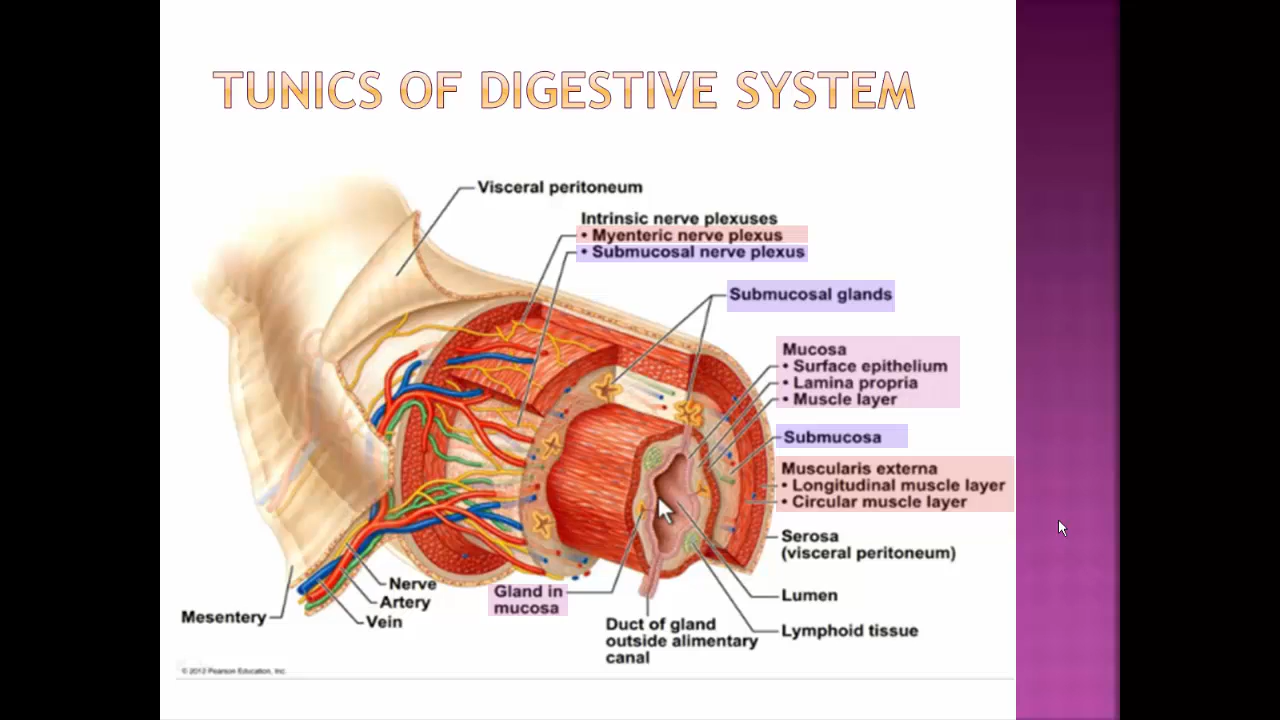 TUNICS OF DIGESTIVE SYSTEM
Visceral peritoneum
Intrinsic nerve plexuses
• Myenteric nerve plexus
• Submucosal nerve plexus
Submucosal glands
Mucosa
• Surface epithelium
• Lamina propria
• Muscle layer
Submucosa
Muscularis externa
• Longitudinal muscle layer
• Circular muscle layer
Serosa
(visceral peritoneum)
Nerve
Artery
Vein
Mesentery
Gland in
mucosa
Duct of gland
outside alimentary
canal
Lumen
Lymphoid tissue
© 2012 Pearson Education, Inc.